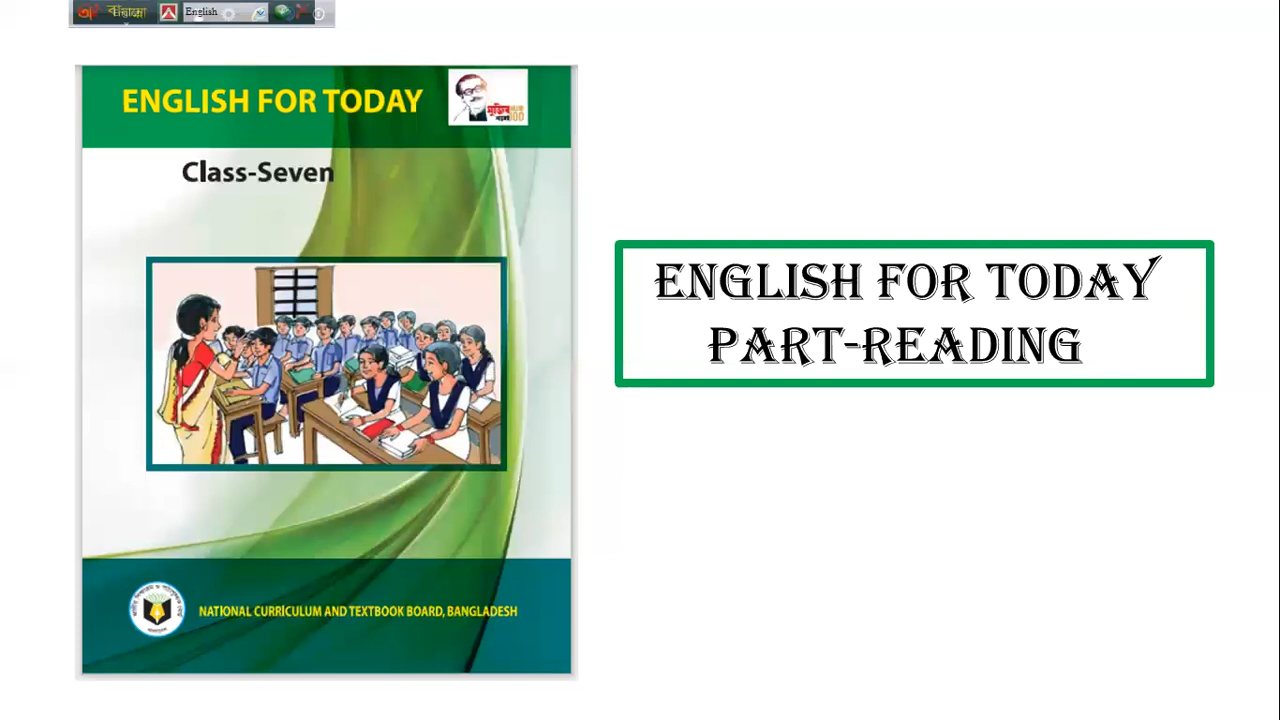 English
ENGLISH FOR TODAY
Class-Seven
ENGLISH FOR TODAY
PART-READING
NATIONAL CURRICULUM AND TEXTBOOK BOARD, BANGLADESH